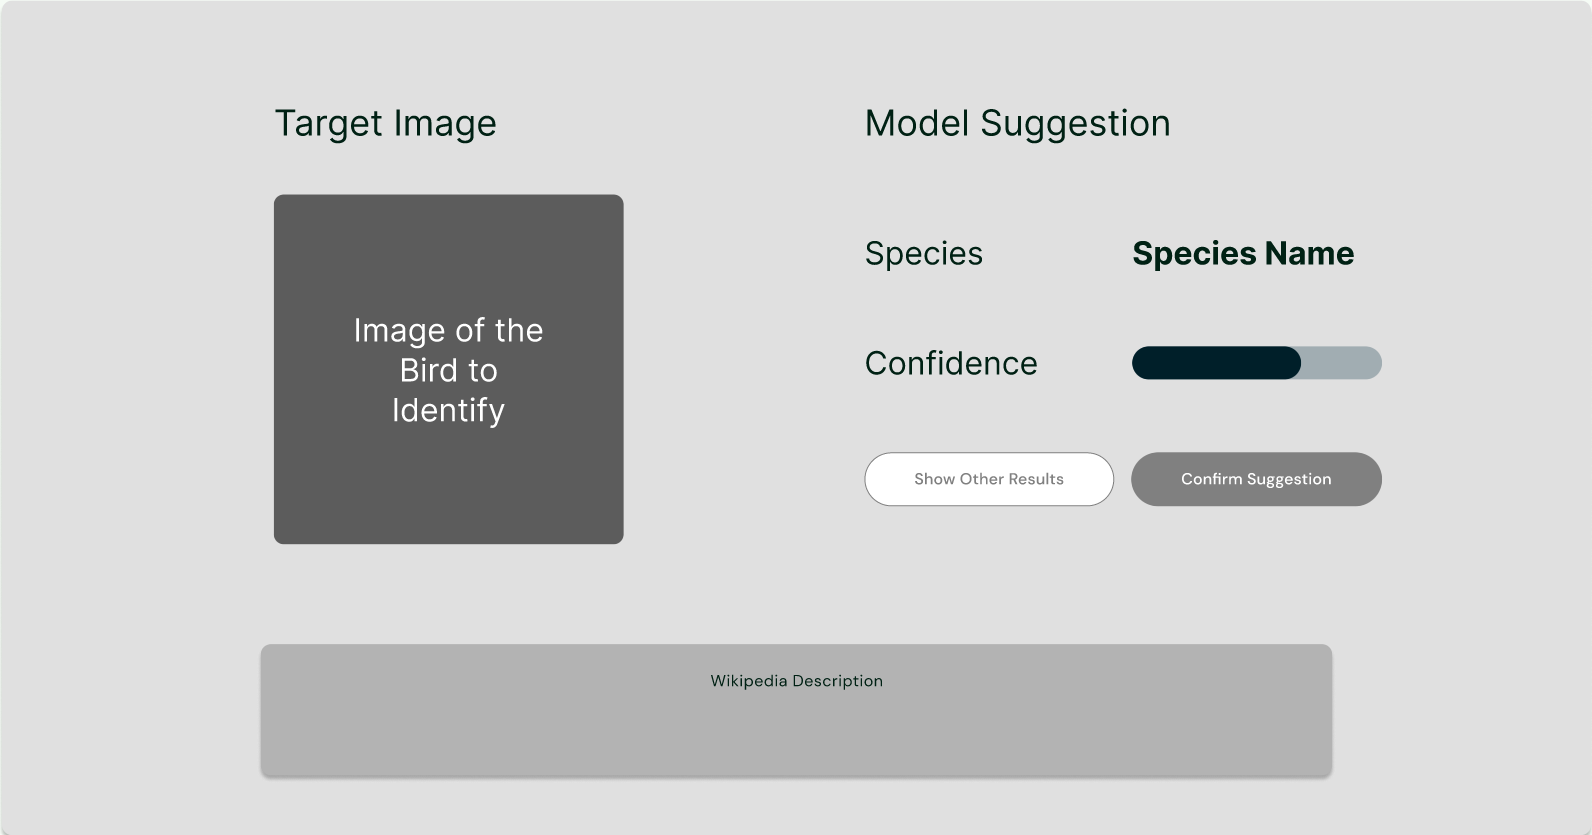 Target Image
Model Suggestion
Image of the
Bird to
Identify
Species
Species Name
Confidence
Show Other Results
Confirm Suggestion
Wikipedia Description